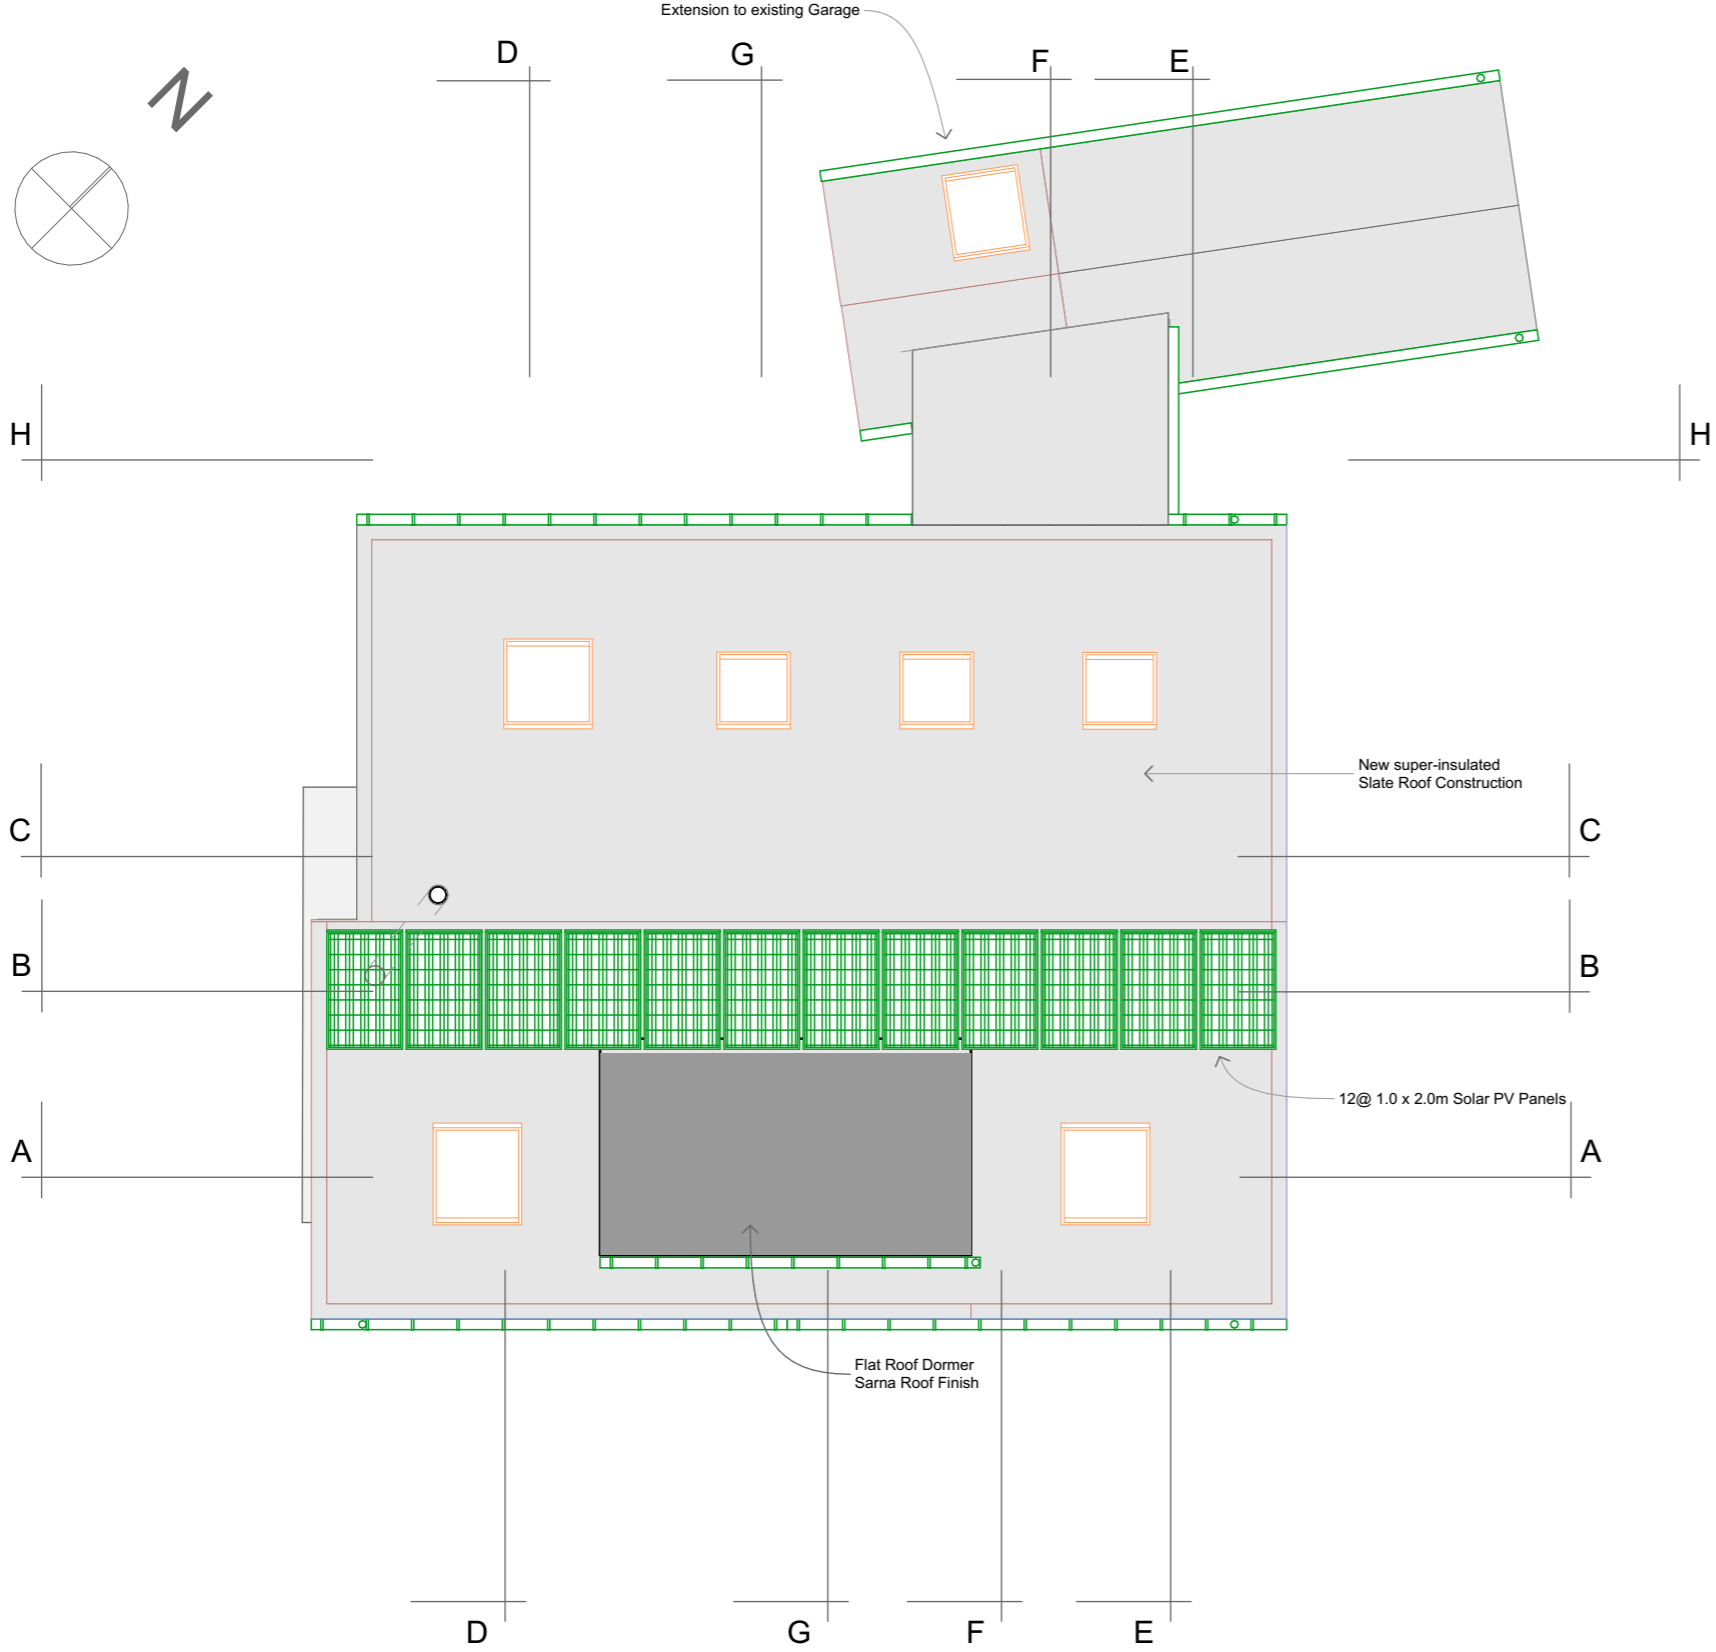 Extension to existing Garage
D
G
F
E
N
H
H
New super-insulated
Slate Roof Construction
C
C
B
B
12@ 1.0 x 2.0m Solar PV Panels
A
A
Flat Roof Dormer
Sarna Roof Finish
D
G
F
E